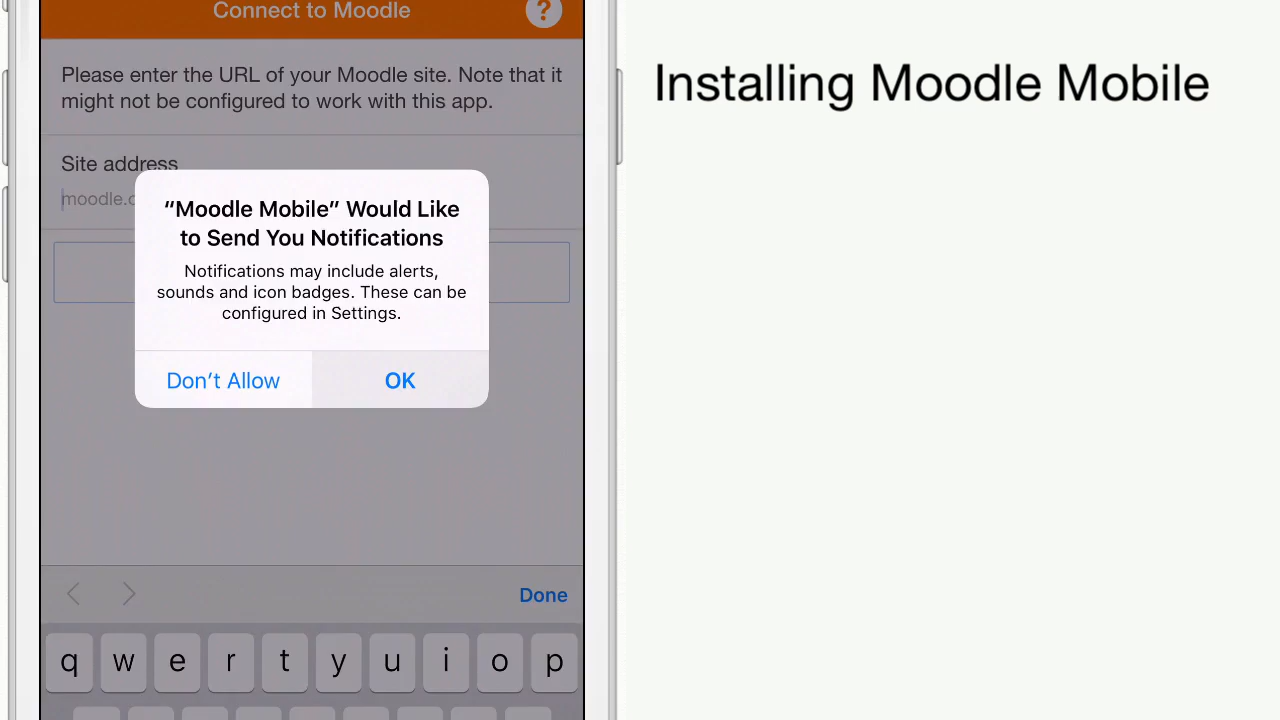 Connect to Moodle
?
Please enter the URL of your Moodle site. Note that it
might not be configured to work with this app.
Site address
“Moodle Mobile” Would Like
to Send You Notifications
Notifications may include alerts,
sounds and icon badges. These can be
configured in Settings.
Don’t Allow
OK
Done
q w e r t y u i o p
Installing Moodle Mobile